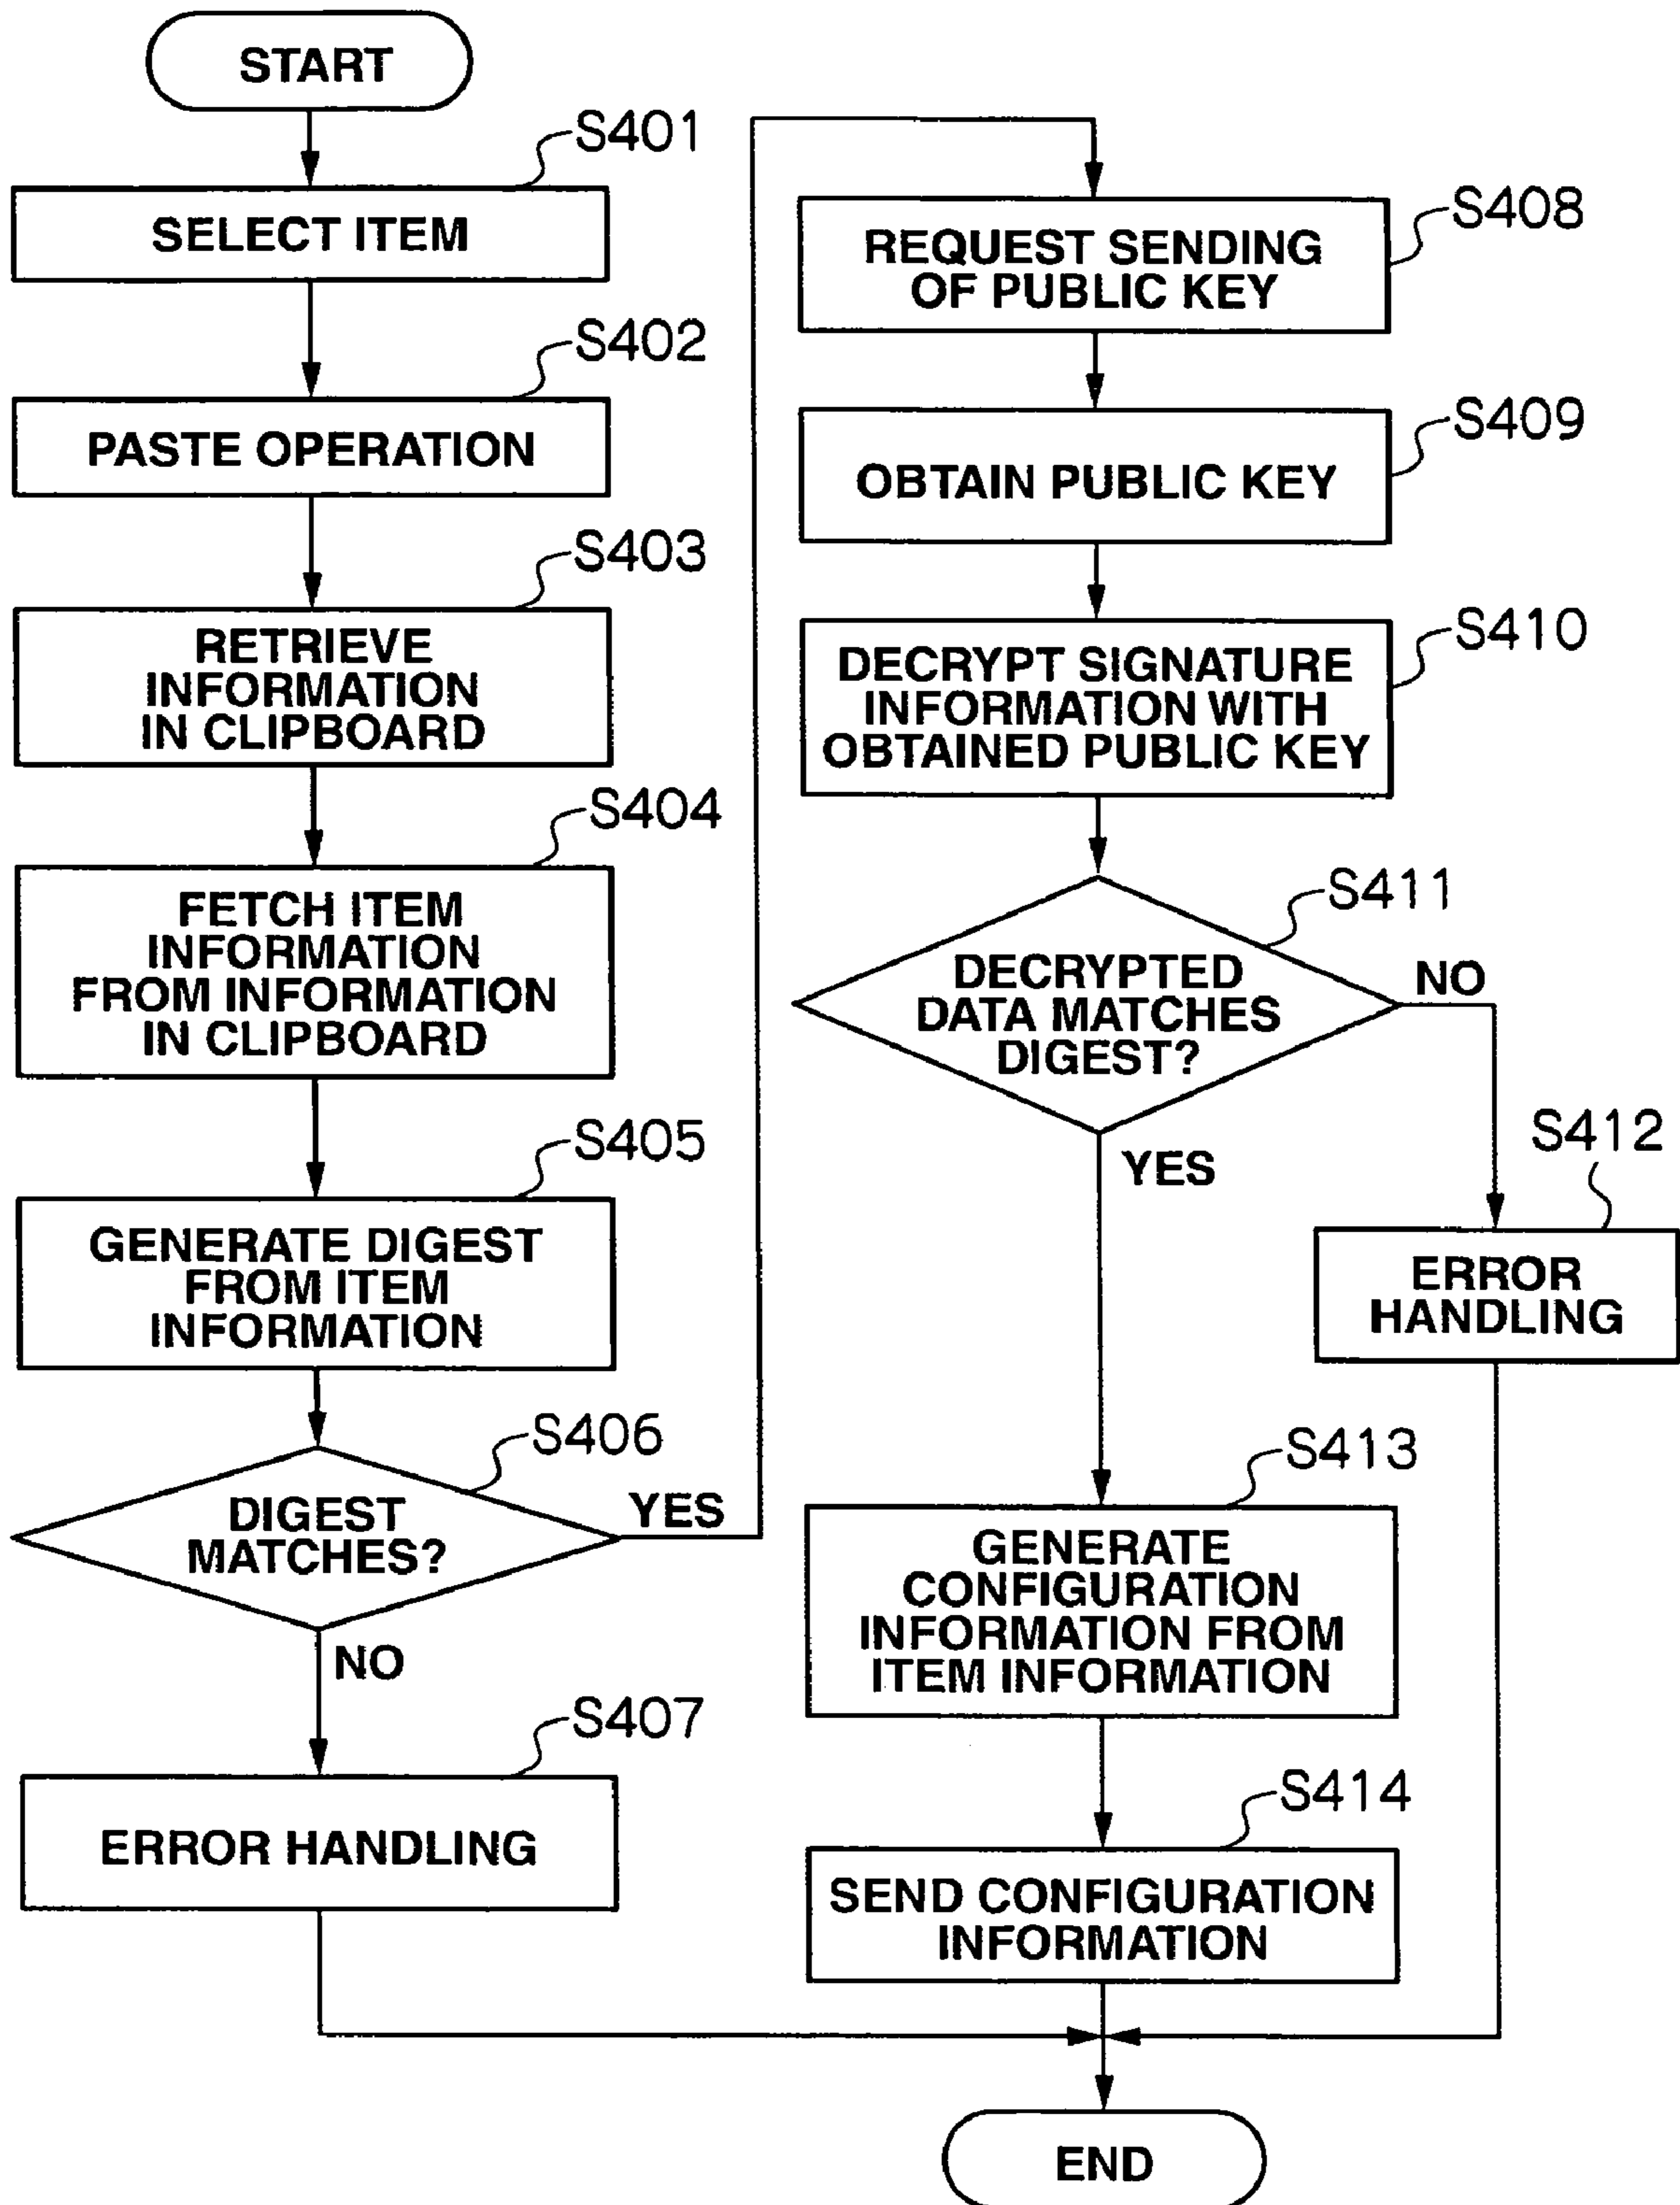 START
S401
SELECT ITEM
S402
PASTE OPERATION
S403
RETRIEVE
INFORMATION
IN CLIPBOARD
S404
FETCH ITEM
INFORMATION
FROM INFORMATION
IN CLIPBOARD
S405
GENERATE DIGEST
FROM ITEM
INFORMATION
S406
DIGEST
MATCHES?
YES
NO
S407
ERROR HANDLING
S408
REQUEST SENDING
OF PUBLIC KEY
S409
OBTAIN PUBLIC KEY
S410
DECRYPT SIGNATURE
INFORMATION WITH
OBTAINED PUBLIC KEY
S411
DECRYPTED
DATA MATCHES
DIGEST?
NO
YES
S412
ERROR
HANDLING
S413
GENERATE
CONFIGURATION
INFORMATION FROM
ITEM INFORMATION
S414
SEND CONFIGURATION
INFORMATION
END